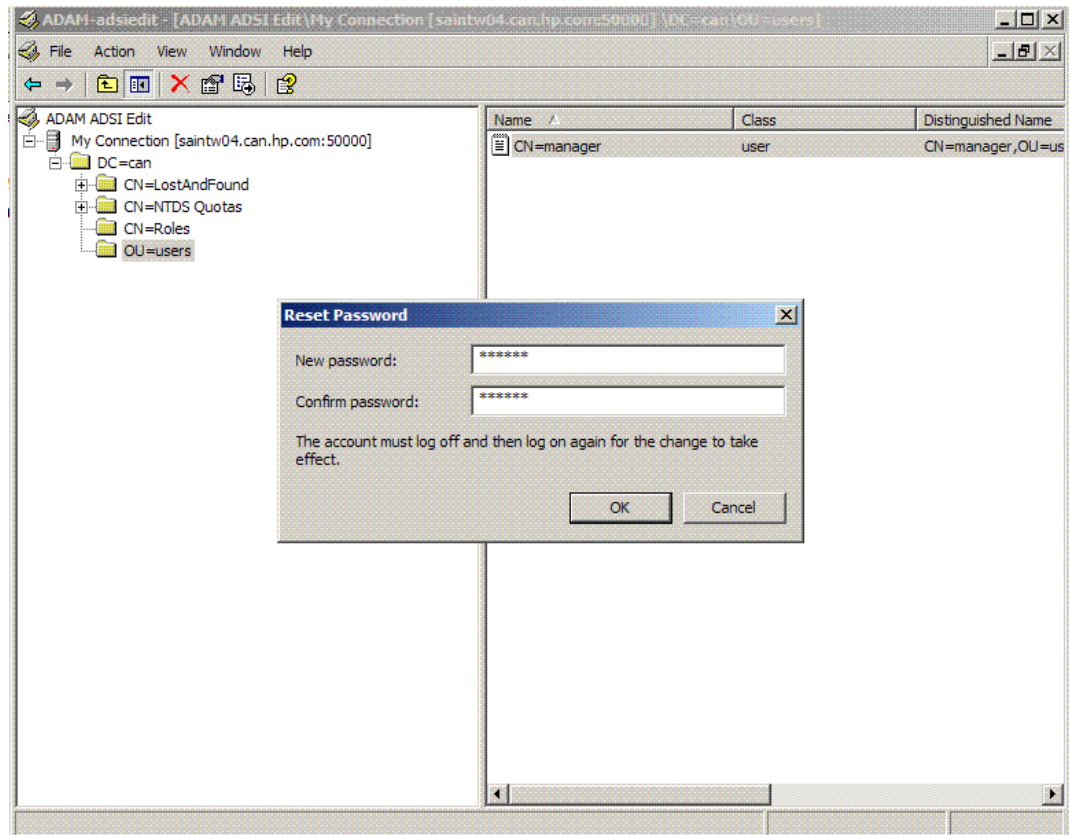 ADAM-adsiedit - [ADAM ADSI Edit\My Connection [saintw04.can.hp.com:50000] \DC=can\OU=users]
File Action View Window Help
ADAM ADSI Edit
My Connection [saintw04.can.hp.com:50000]
DC=can
CN=LostAndFound
CN=NTDS Quotas
CN=Roles
OU=users
Name Class Distinguished Name
CN=manager user CN=manager,OU=us
Reset Password
New password: ******
Confirm password: ******
The account must log off and then log on again for the change to take
effect.
OK Cancel